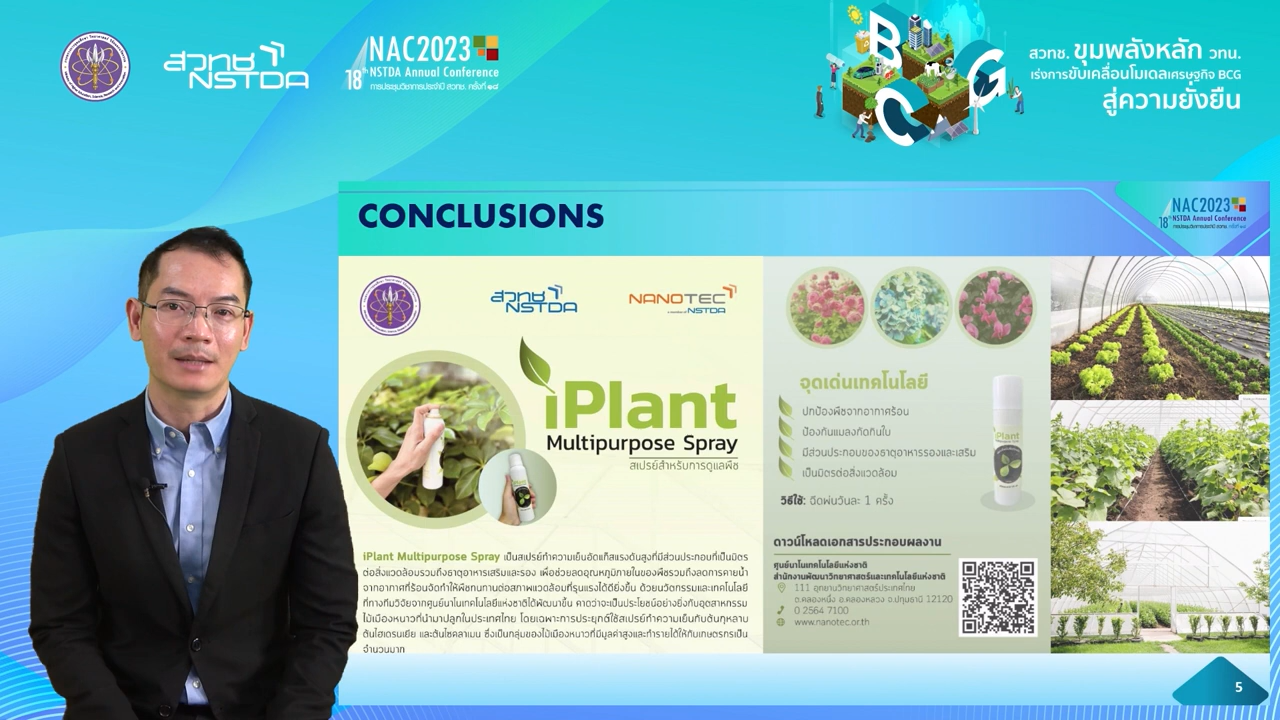 สวทช
NSTDA
NAC2023
18th NSTDA Annual Conference
การประชุมวิชาการประจำปี สวทช. ครั้งที่ ๑๘
BCG
สวทช. ขุมพลังหลัก วทน.
เร่งการขับเคลื่อนโมเดลเศรษฐกิจ BCG
สู่ความยั่งยืน
CONCLUSIONS
NAC2023
18th NSTDA Annual Conference
การประชุมวิชาการประจำปี สวทช. ครั้งที่ ๑๘
สวทช
NSTDA
NANOTEC
a member of NSTDA
iPlant
Multipurpose Spray
สเปรย์สำหรับการดูแลพืช
iPlant Multipurpose Spray เป็นสเปรย์ทำความเย็นอัดแก๊สแรงดันสูงที่มีส่วนประกอบที่เป็นมิตร
ต่อสิ่งแวดล้อมรวมถึงธาตุอาหารเสริมและรอง เพื่อช่วยลดอุณหภูมิภายในของพืชรวมถึงลดการคายน้ำ
จากอากาศที่ร้อนจัดทำให้พืชทนทานต่อสภาพแวดล้อมที่รุนแรงได้ดียิ่งขึ้น ด้วยนวัตกรรมและเทคโนโลยี
ที่ทางทีมวิจัยจากศูนย์นาโนเทคโนโลยีแห่งชาติได้พัฒนาขึ้น คาดว่าจะเป็นประโยชน์อย่างยิ่งกับอุตสาหกรรม
ไม้เมืองหนาวที่นำมาปลูกในประเทศไทย โดยเฉพาะการประยุกต์ใช้สเปรย์ทำความเย็นกับต้นกุหลาบ
ต้นไฮเดรนเยีย และต้นไซคลาเมน ซึ่งเป็นกลุ่มของไม้เมืองหนาวที่มีมูลค่าสูงและทำรายได้ให้กับเกษตรกรเป็น
จำนวนมาก
จุดเด่นเทคโนโลยี
ปกป้องพืชจากอากาศร้อน
ป้องกันแมลงกัดกินใบ
มีส่วนประกอบของธาตุอาหารรองและเสริม
เป็นมิตรต่อสิ่งแวดล้อม
วิธีใช้: ฉีดพ่นวันละ 1 ครั้ง
iPlant
ดาวน์โหลดเอกสารประกอบผลงาน
ศูนย์นาโนเทคโนโลยีแห่งชาติ
สำนักงานพัฒนาวิทยาศาสตร์และเทคโนโลยีแห่งชาติ
111 อุทยานวิทยาศาสตร์ประเทศไทย
ต.คลองหนึ่ง อ.คลองหลวง จ.ปทุมธานี 12120
0 2564 7100
www.nanotec.or.th
5